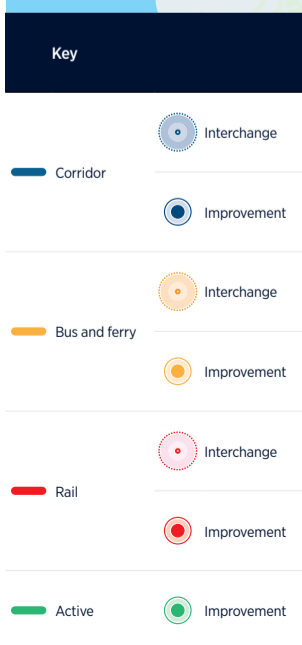 Key
Interchange
Corridor
Improvement
Interchange
Bus and ferry
Improvement
Interchange
Rail
Improvement
Active
Improvement